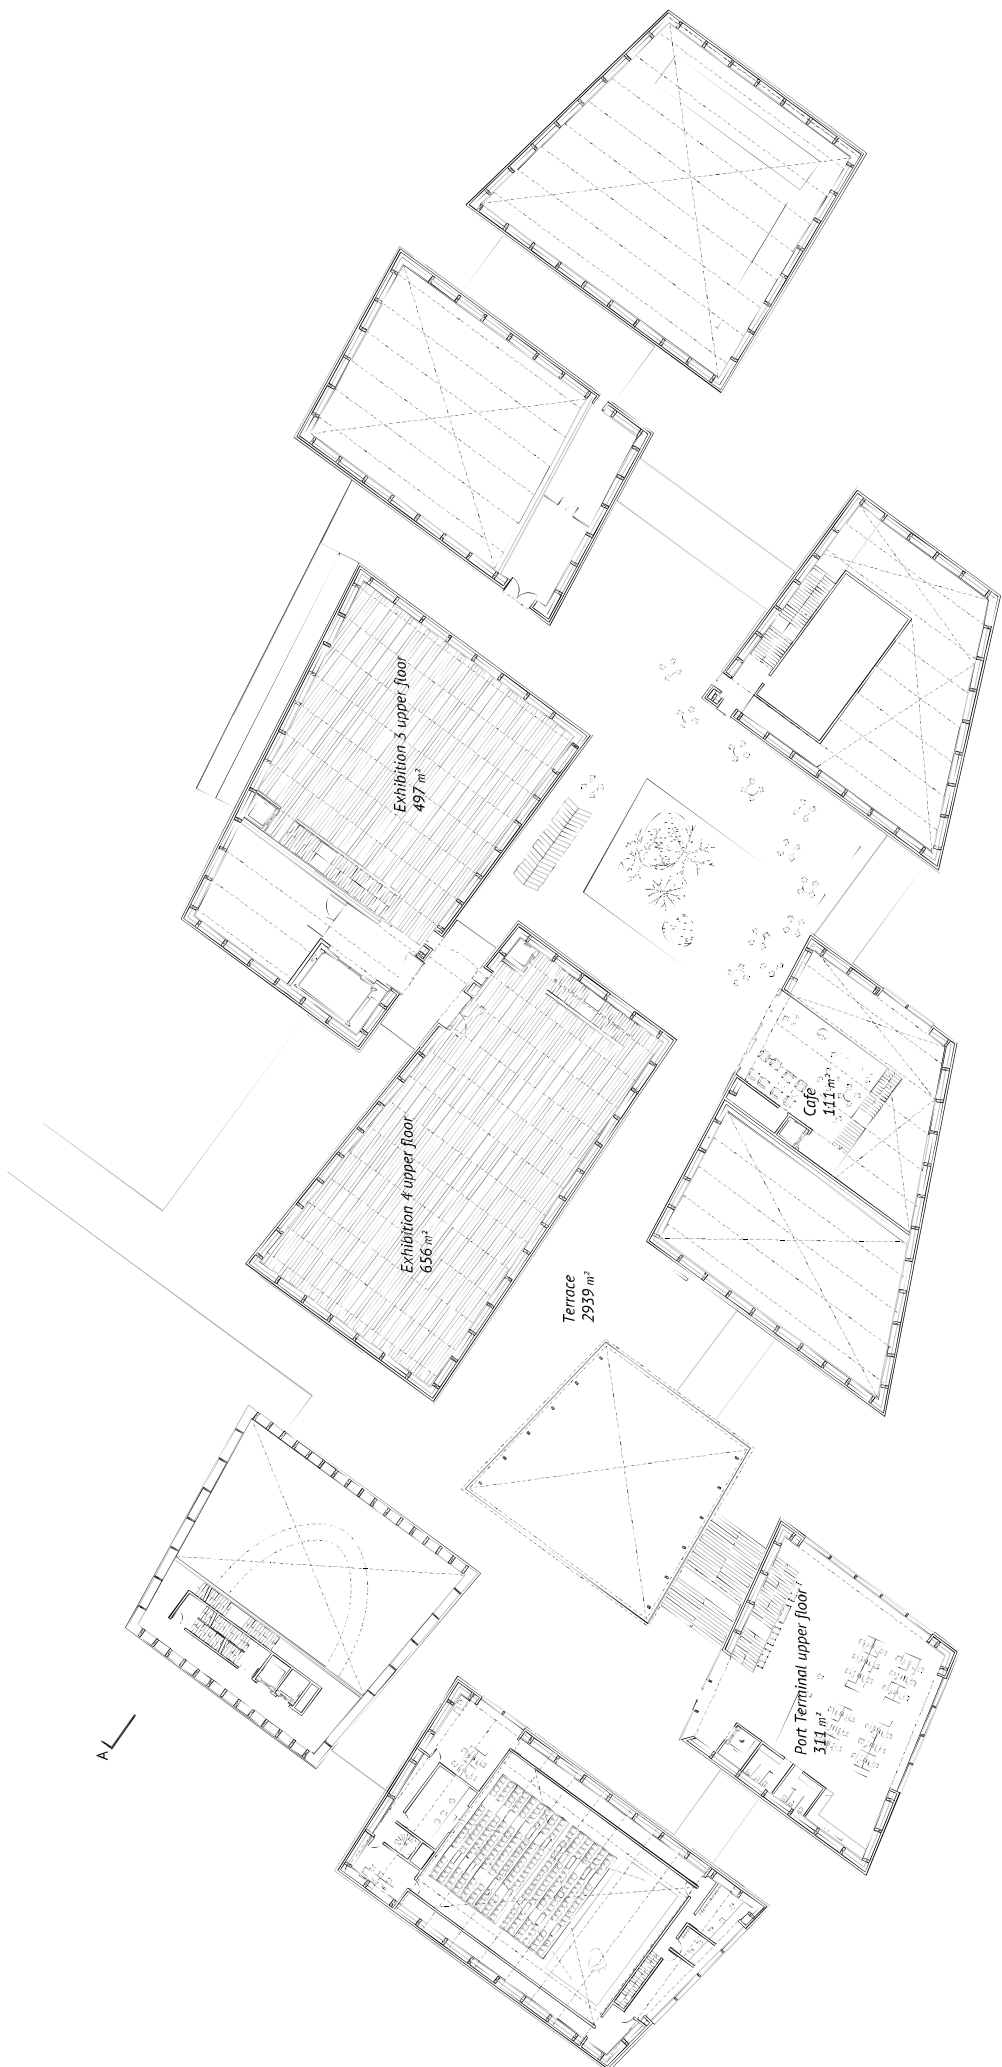 Exhibition 3 upper floor
497 m²
Exhibition 4 upper floor
656 m²
Cafe
111 m²
Terrace
2939 m²
Port Terminal upper floor
311 m²
A